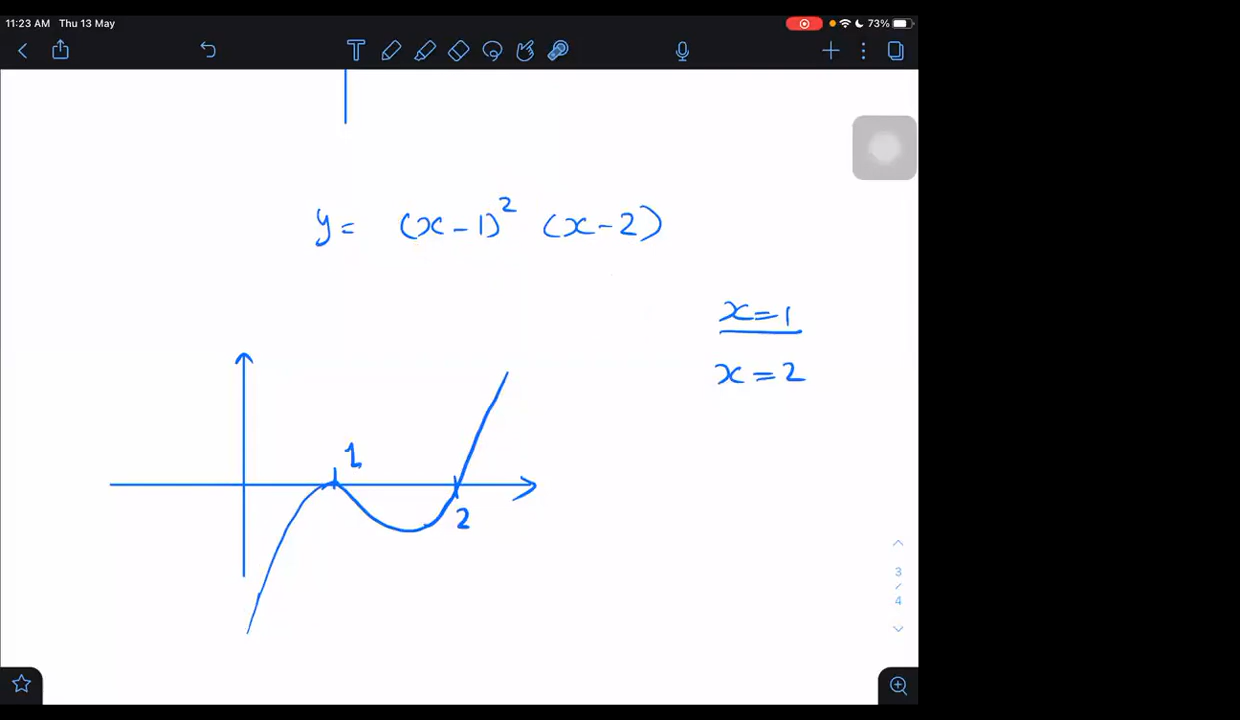 11:23 AM Thu 13 May 73%
T
y = (x-1)² (x-2)
x=1
x=2
1
2
3
/
4